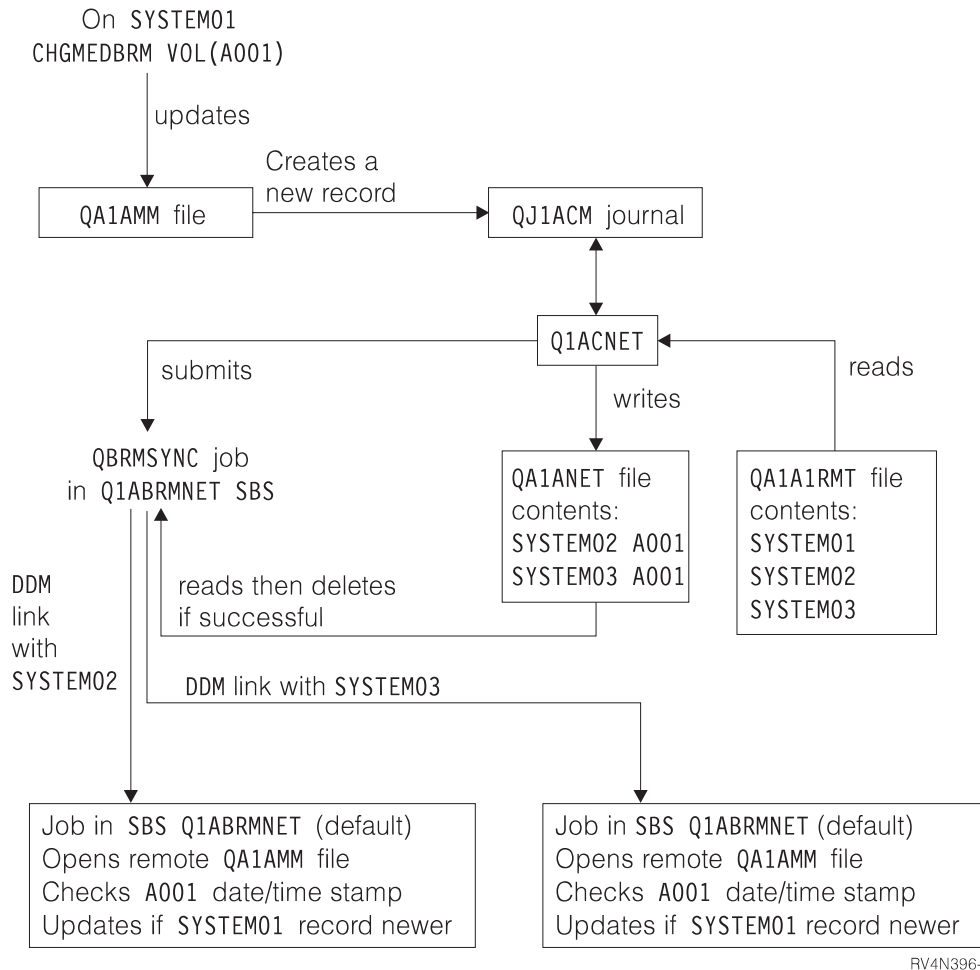 On SYSTEM01
CHGMEDBRM VOL(A001)
updates
Creates a
new record
QA1AMM file
QJ1ACM journal
Q1ACNET
submits
reads
writes
QBRMSYNC job
in Q1ABRMNET SBS
QA1ANET file
contents:
SYSTEM02 A001
SYSTEM03 A001
QA1A1RMT file
contents:
SYSTEM01
SYSTEM02
SYSTEM03
reads then deletes
if successful
DDM
link
with
SYSTEM02
DDM link with SYSTEM03
Job in SBS Q1ABRMNET (default)
Opens remote QA1AMM file
Checks A001 date/time stamp
Updates if SYSTEM01 record newer
Job in SBS Q1ABRMNET (default)
Opens remote QA1AMM file
Checks A001 date/time stamp
Updates if SYSTEM01 record newer
RV4N396-